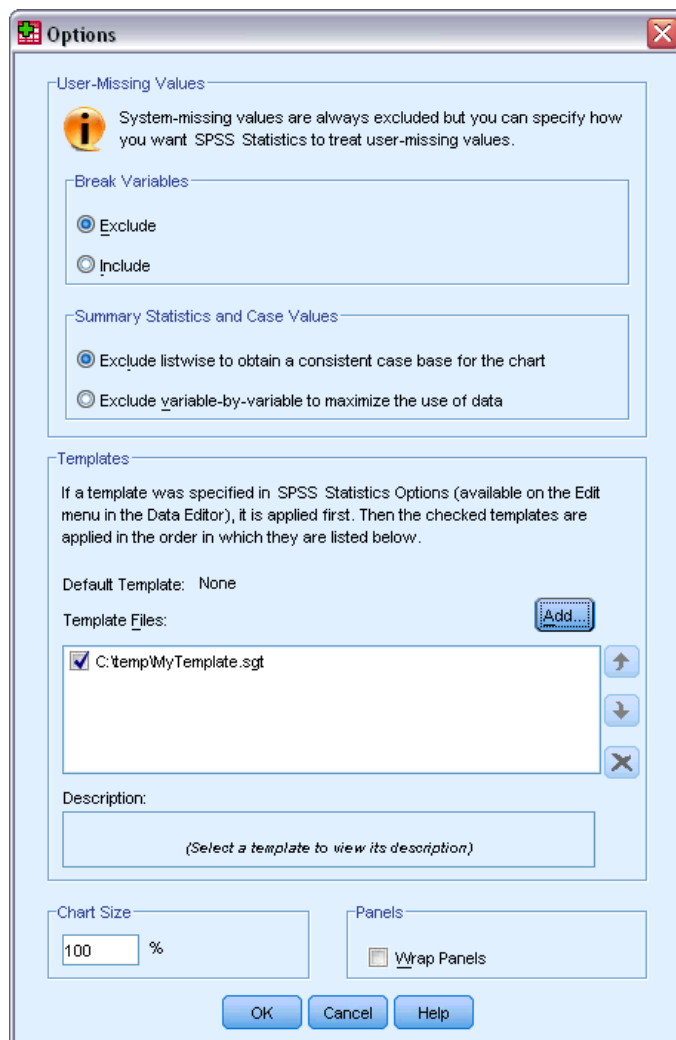 Options
User-Missing Values
System-missing values are always excluded but you can specify how
you want SPSS Statistics to treat user-missing values.
Break Variables
Exclude
Include
Summary Statistics and Case Values
Exclude listwise to obtain a consistent case base for the chart
Exclude variable-by-variable to maximize the use of data
Templates
If a template was specified in SPSS Statistics Options (available on the Edit
menu in the Data Editor), it is applied first. Then the checked templates are
applied in the order in which they are listed below.
Default Template: None
Template Files:
Add...
C:\temp\MyTemplate.sgt
Description:
(Select a template to view its description)
Chart Size
100 %
Panels
Wrap Panels
OK Cancel Help